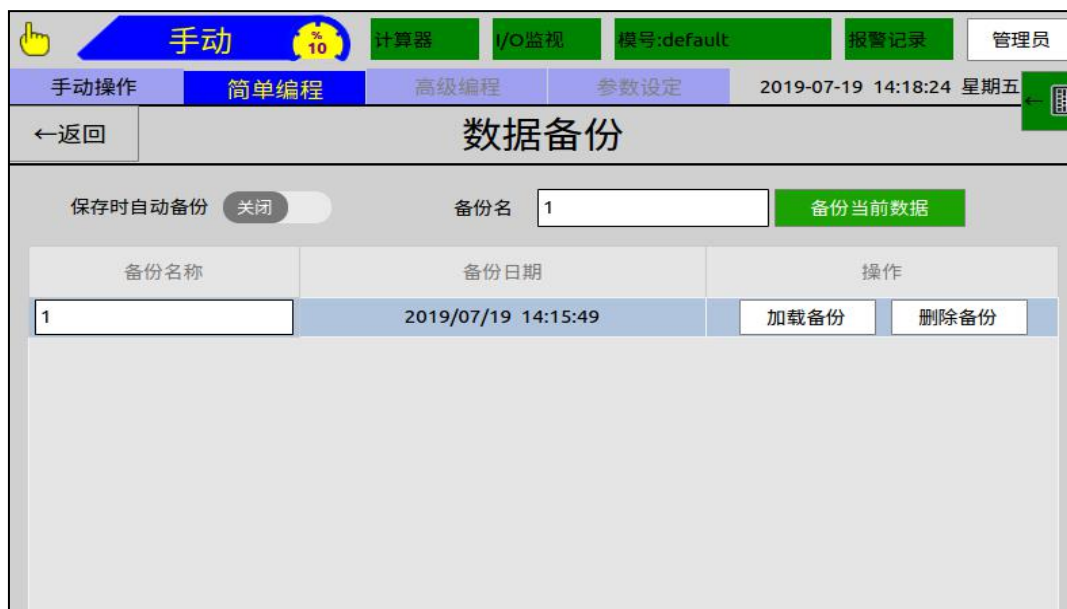 手动 % 10 计算器 I/O监视 模号:default 报警记录 管理员
手动操作 简单编程 高级编程 参数设定 2019-07-19 14:18:24 星期五 ←
←返回 数据备份
保存时自动备份 关闭 备份名 1 备份当前数据
备份名称 备份日期 操作
1 2019/07/19 14:15:49 加载备份 删除备份